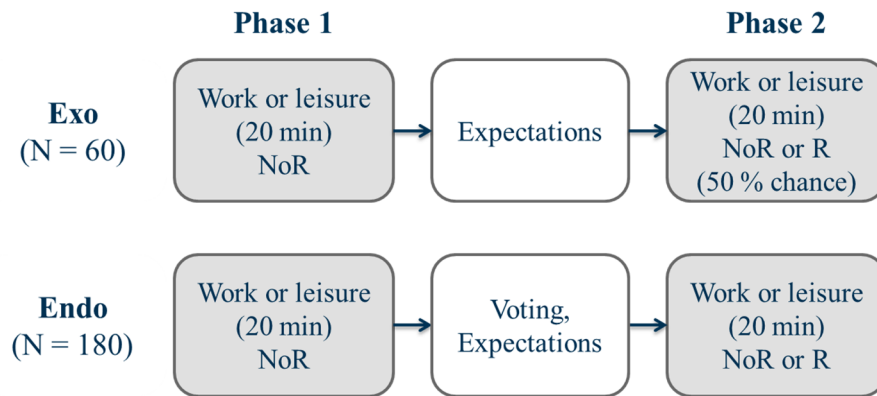 Phase 1
Phase 2
Exo
(N = 60)
Work or leisure
(20 min)
NoR
Expectations
Work or leisure
(20 min)
NoR or R
(50 % chance)
Endo
(N = 180)
Work or leisure
(20 min)
NoR
Voting,
Expectations
Work or leisure
(20 min)
NoR or R